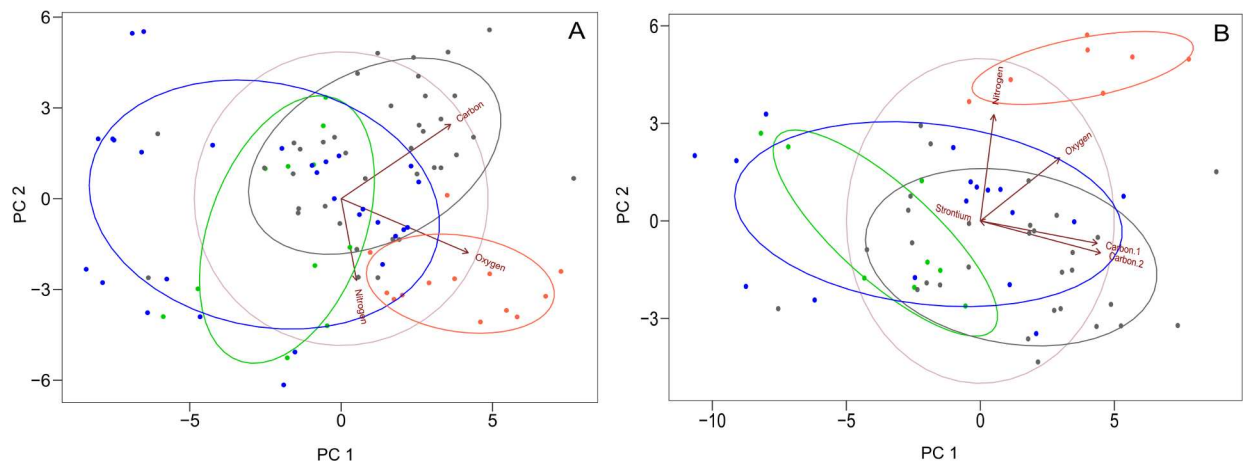 A
6
3
0
−3
−6
PC 2
Carbon
Oxygen
Nitrogen
−5
0
5
PC 1
B
6
3
0
−3
PC 2
Nitrogen
Oxygen
Strontium
Carbon.1
Carbon.2
−10
−5
0
5
PC 1